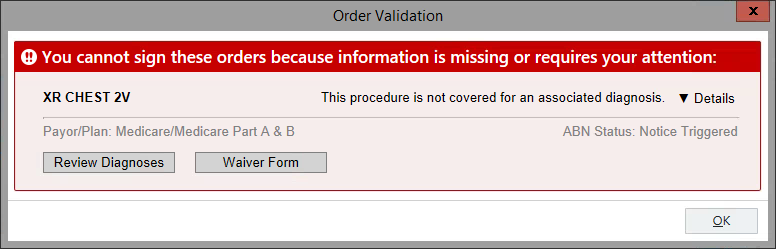 Order Validation
x
!! You cannot sign these orders because information is missing or requires your attention:
XR CHEST 2V This procedure is not covered for an associated diagnosis. ▼ Details
Payor/Plan: Medicare/Medicare Part A & B ABN Status: Notice Triggered
Review Diagnoses Waiver Form
OK